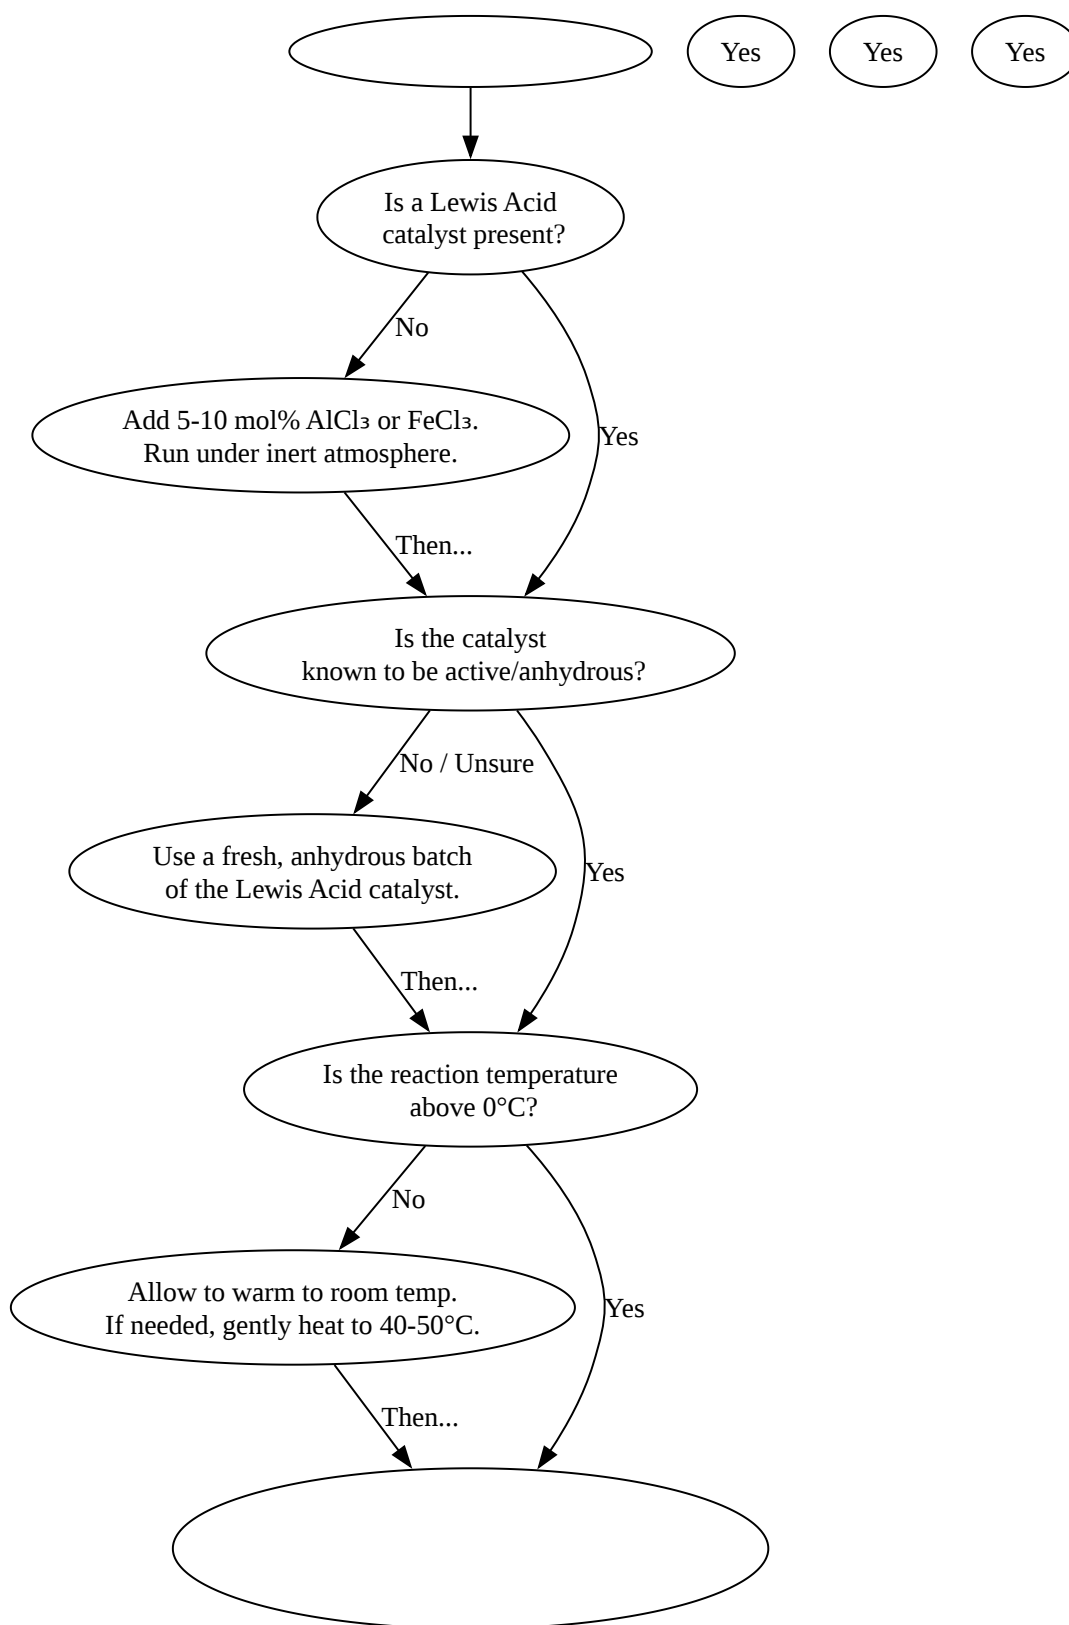 Yes
Yes
Yes
Is a Lewis Acid
catalyst present?
No
Add 5-10 mol% AlCl₃ or FeCl₃.
Run under inert atmosphere.
Yes
Then...
Is the catalyst
known to be active/anhydrous?
No / Unsure
Use a fresh, anhydrous batch
of the Lewis Acid catalyst.
Yes
Then...
Is the reaction temperature
above 0°C?
No
Allow to warm to room temp.
If needed, gently heat to 40-50°C.
Yes
Then...